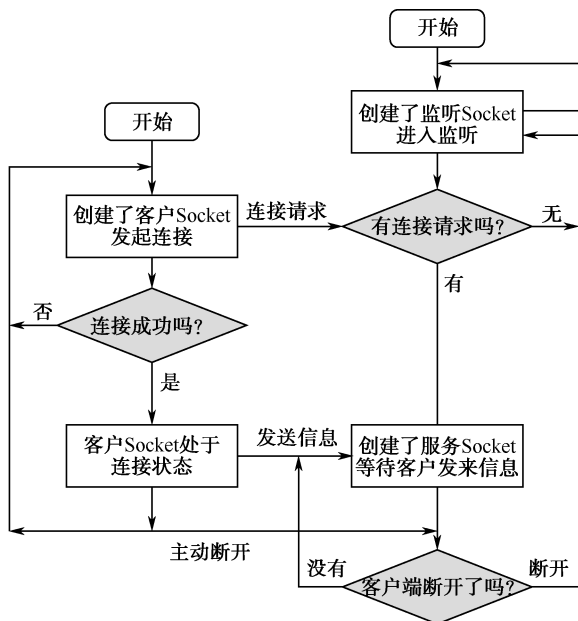 开始
创建了监听Socket
进入监听
开始
创建了客户Socket
发起连接
连接请求
有连接请求吗？
无
有
否
连接成功吗？
是
客户Socket处于
连接状态
发送信息
创建了服务Socket
等待客户发来信息
主动断开
没有
客户端断开了吗？
断开